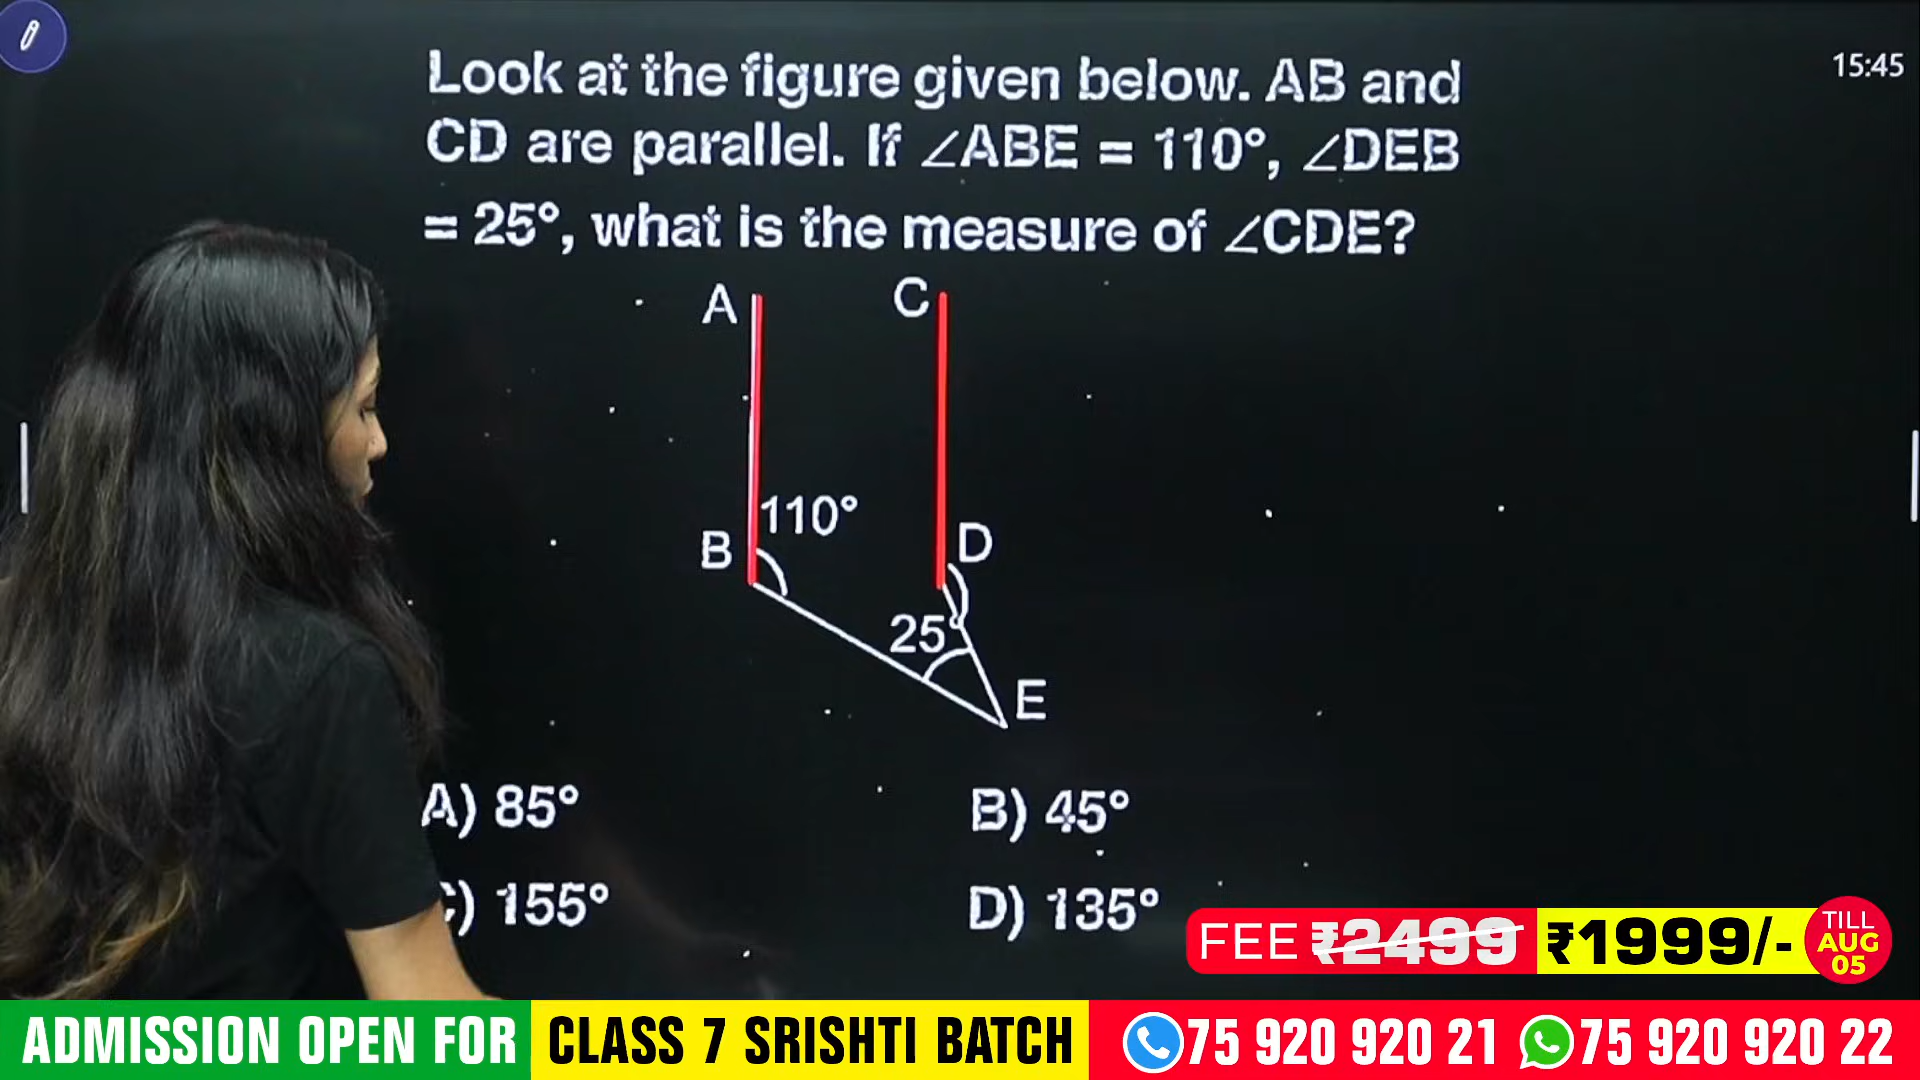 15:45
Look at the figure given below. AB and
CD are parallel. If ∠ABE = 110°, ∠DEB
= 25°, what is the measure of ∠CDE?
A
C
110°
B
D
25
E
A) 85°
B) 45°
) 155°
D) 135°
FEE ₹2499 ₹1999/-
TILL
AUG
05
ADMISSION OPEN FOR CLASS 7 SRISHTI BATCH 75 920 920 21 75 920 920 22